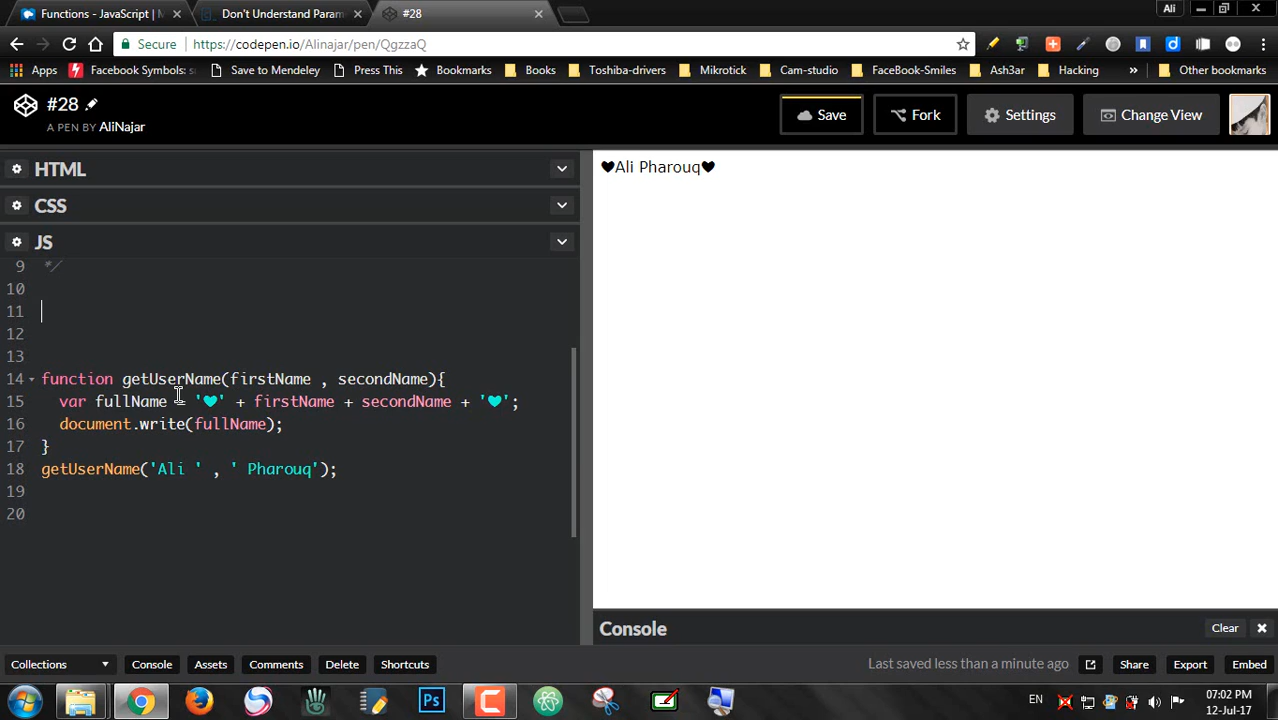 Functions - JavaScript | M
Don't Understand Param
#28
Ali
Secure https://codepen.io/Alinajar/pen/QgzzaQ
Apps Facebook Symbols: s Save to Mendeley Press This Bookmarks Books Toshiba-drivers Mikrotick Cam-studio FaceBook-Smiles Ash3ar Hacking » Other bookmarks
#28
A PEN BY AliNajar
Save Fork Settings Change View
HTML
CSS
JS
♥Ali Pharouq♥
9 */
10
11
12
13
14 function getUserName(firstName , secondName){
15 var fullName = '♥' + firstName + secondName + '♥';
16 document.write(fullName);
17 }
18 getUserName('Ali ' , ' Pharouq');
19
20
Console
Clear
Collections Console Assets Comments Delete Shortcuts Last saved less than a minute ago Share Export Embed
Ps
EN
07:02 PM
12-Jul-17